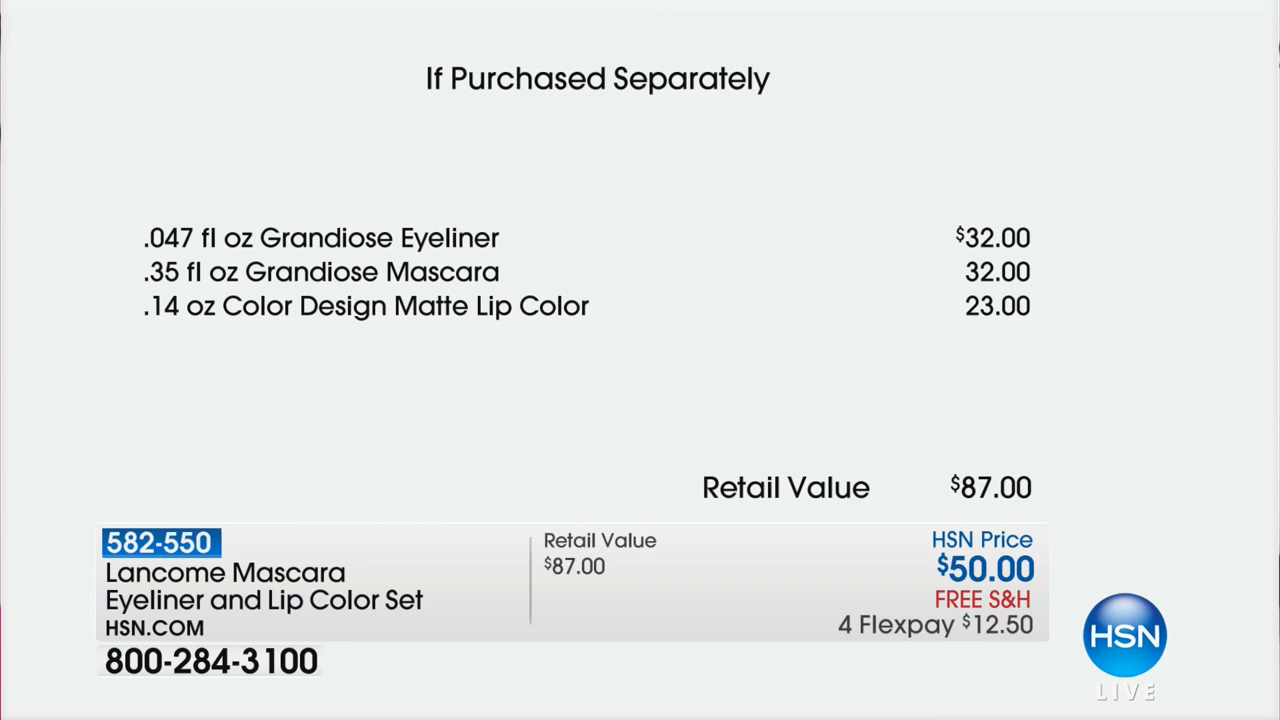 If Purchased Separately
.047 fl oz Grandiose Eyeliner $32.00
.35 fl oz Grandiose Mascara 32.00
.14 oz Color Design Matte Lip Color 23.00
Retail Value $87.00
582-550
Lancome Mascara
Eyeliner and Lip Color Set
HSN.COM
800-284-3100
Retail Value
$87.00
HSN Price
$50.00
FREE S&H
4 Flexpay $12.50
HSN
LIVE